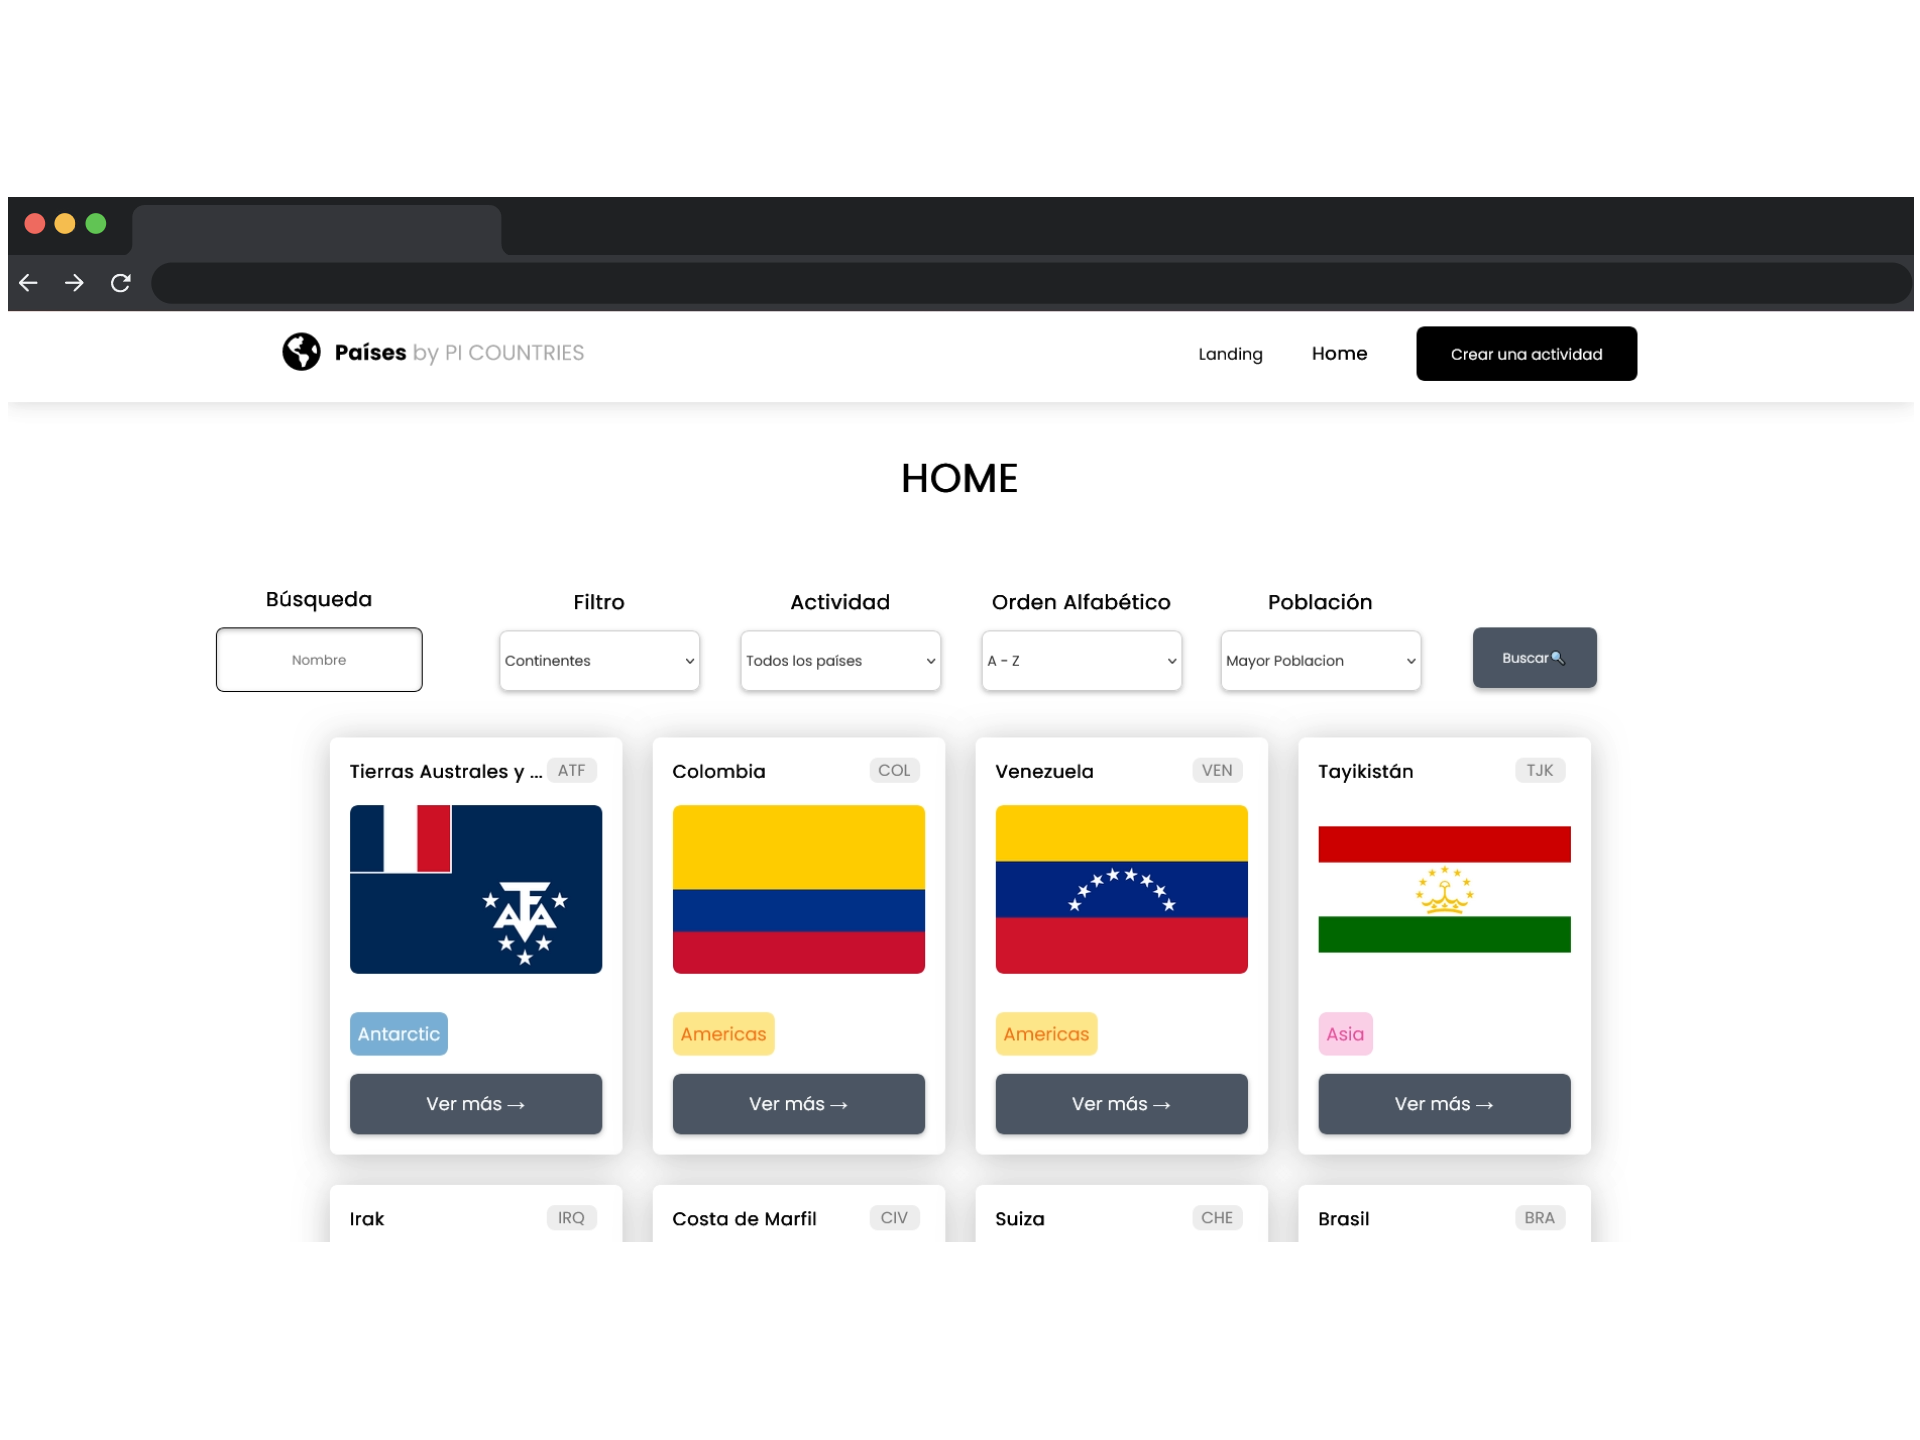 Países by PI COUNTRIES
Landing
Home
Crear una actividad
HOME
Búsqueda
Filtro
Actividad
Orden Alfabético
Población
Nombre
Continentes
Todos los países
A - Z
Mayor Poblacion
Buscar
Tierras Australes y ... ATF
Colombia COL
Venezuela VEN
Tayikistán TJK
ATFA
Antarctic
Americas
Americas
Asia
Ver más →
Ver más →
Ver más →
Ver más →
Irak IRQ
Costa de Marfil CIV
Suiza CHE
Brasil BRA